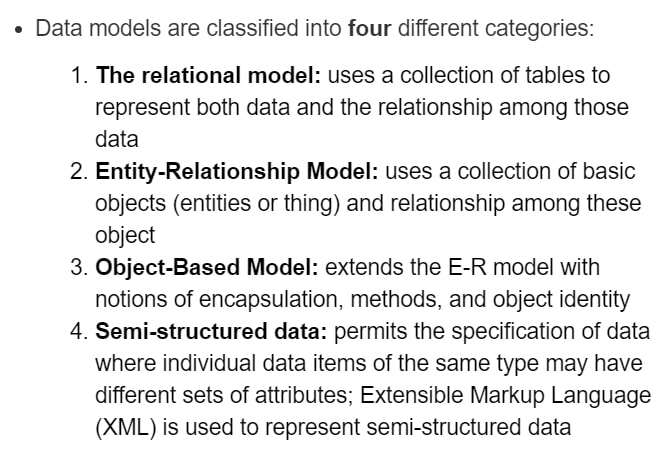 • Data models are classified into four different categories:
1. The relational model: uses a collection of tables to
represent both data and the relationship among those
data
2. Entity-Relationship Model: uses a collection of basic
objects (entities or thing) and relationship among these
object
3. Object-Based Model: extends the E-R model with
notions of encapsulation, methods, and object identity
4. Semi-structured data: permits the specification of data
where individual data items of the same type may have
different sets of attributes; Extensible Markup Language
(XML) is used to represent semi-structured data